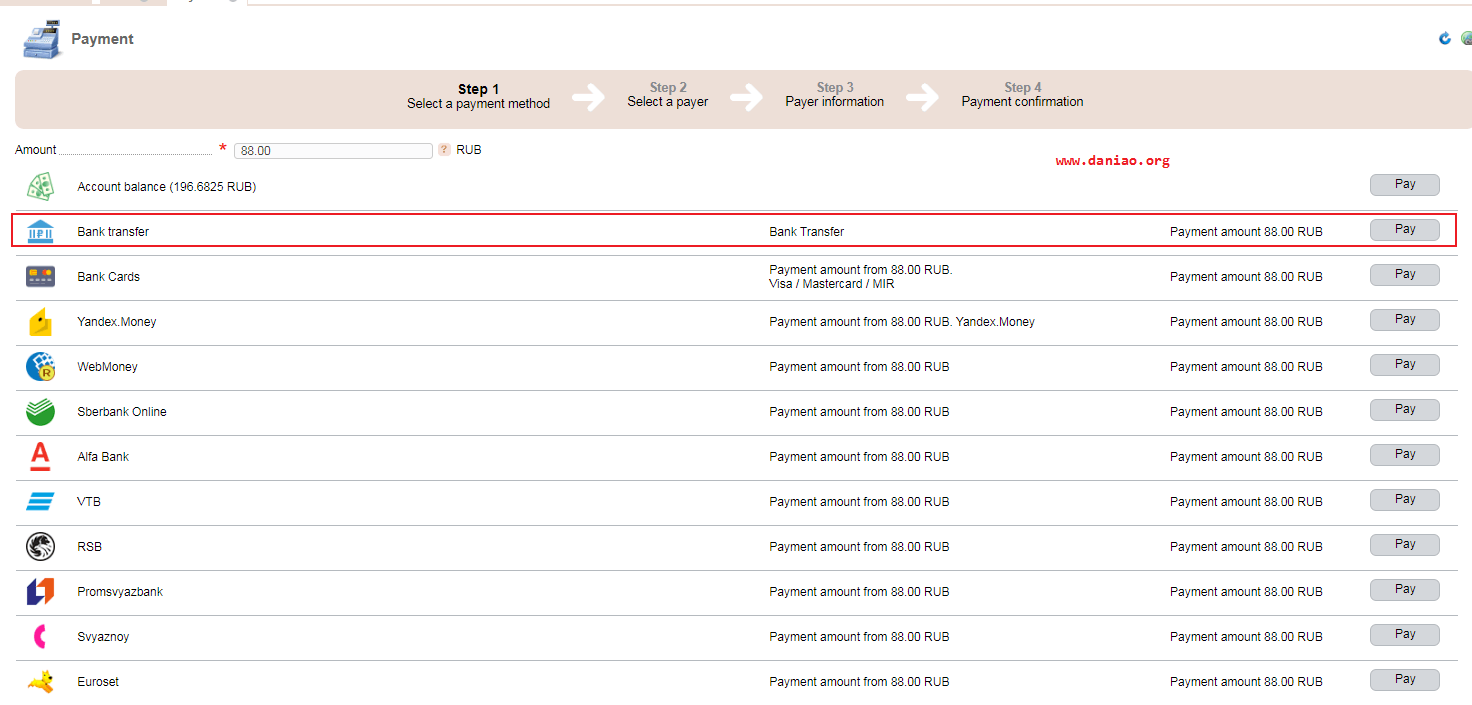 Payment
Step 1
Select a payment method
Step 2
Select a payer
Step 3
Payer information
Step 4
Payment confirmation
Amount * 88.00 ? RUB
www.daniao.org
Account balance (196.6825 RUB) Pay
Bank transfer Bank Transfer Payment amount 88.00 RUB Pay
Bank Cards Payment amount from 88.00 RUB.
Visa / Mastercard / MIR Payment amount 88.00 RUB Pay
Yandex.Money Payment amount from 88.00 RUB. Yandex.Money Payment amount 88.00 RUB Pay
WebMoney Payment amount from 88.00 RUB Payment amount 88.00 RUB Pay
Sberbank Online Payment amount from 88.00 RUB Payment amount 88.00 RUB Pay
Alfa Bank Payment amount from 88.00 RUB Payment amount 88.00 RUB Pay
VTB Payment amount from 88.00 RUB Payment amount 88.00 RUB Pay
RSB Payment amount from 88.00 RUB Payment amount 88.00 RUB Pay
Promsvyazbank Payment amount from 88.00 RUB Payment amount 88.00 RUB Pay
Svyaznoy Payment amount from 88.00 RUB Payment amount 88.00 RUB Pay
Euroset Payment amount from 88.00 RUB Payment amount 88.00 RUB Pay